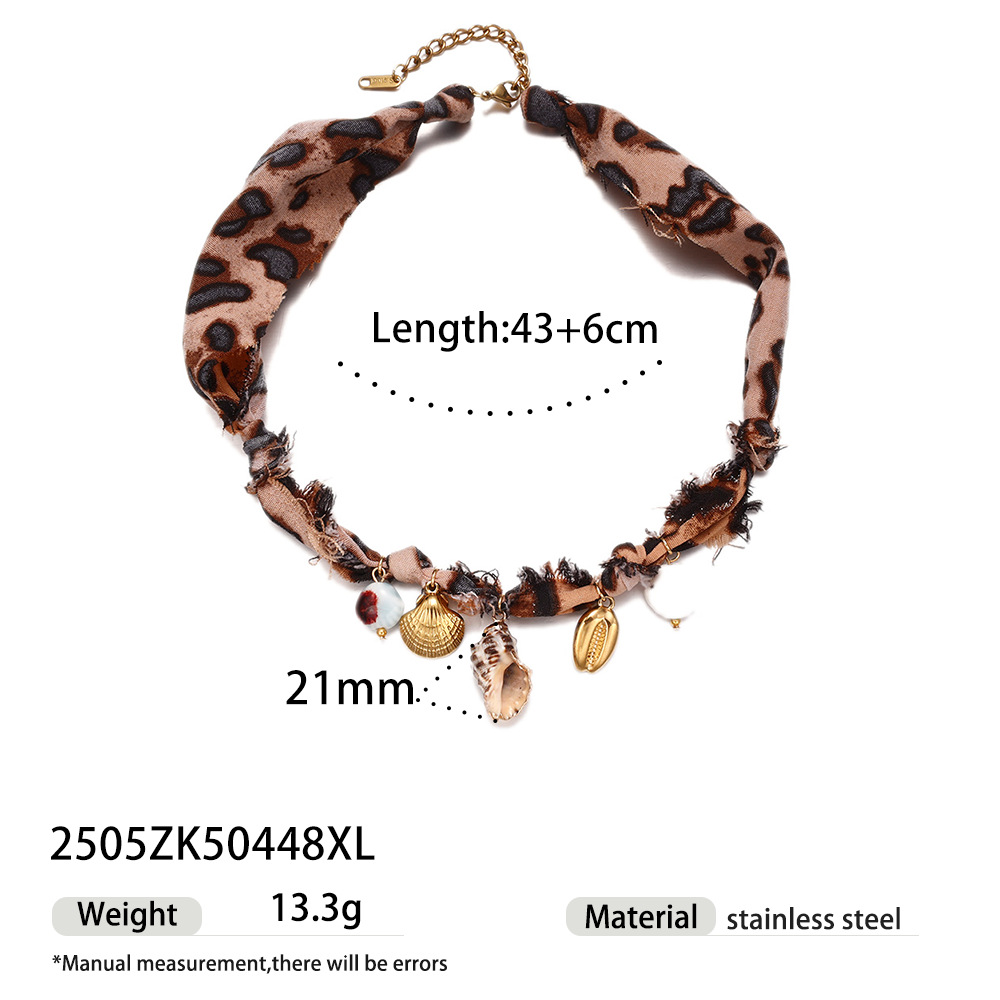 Length:43+6cm
21mm
2505ZK50448XL
Weight 13.3g
Material stainless steel
*Manual measurement,there will be errors